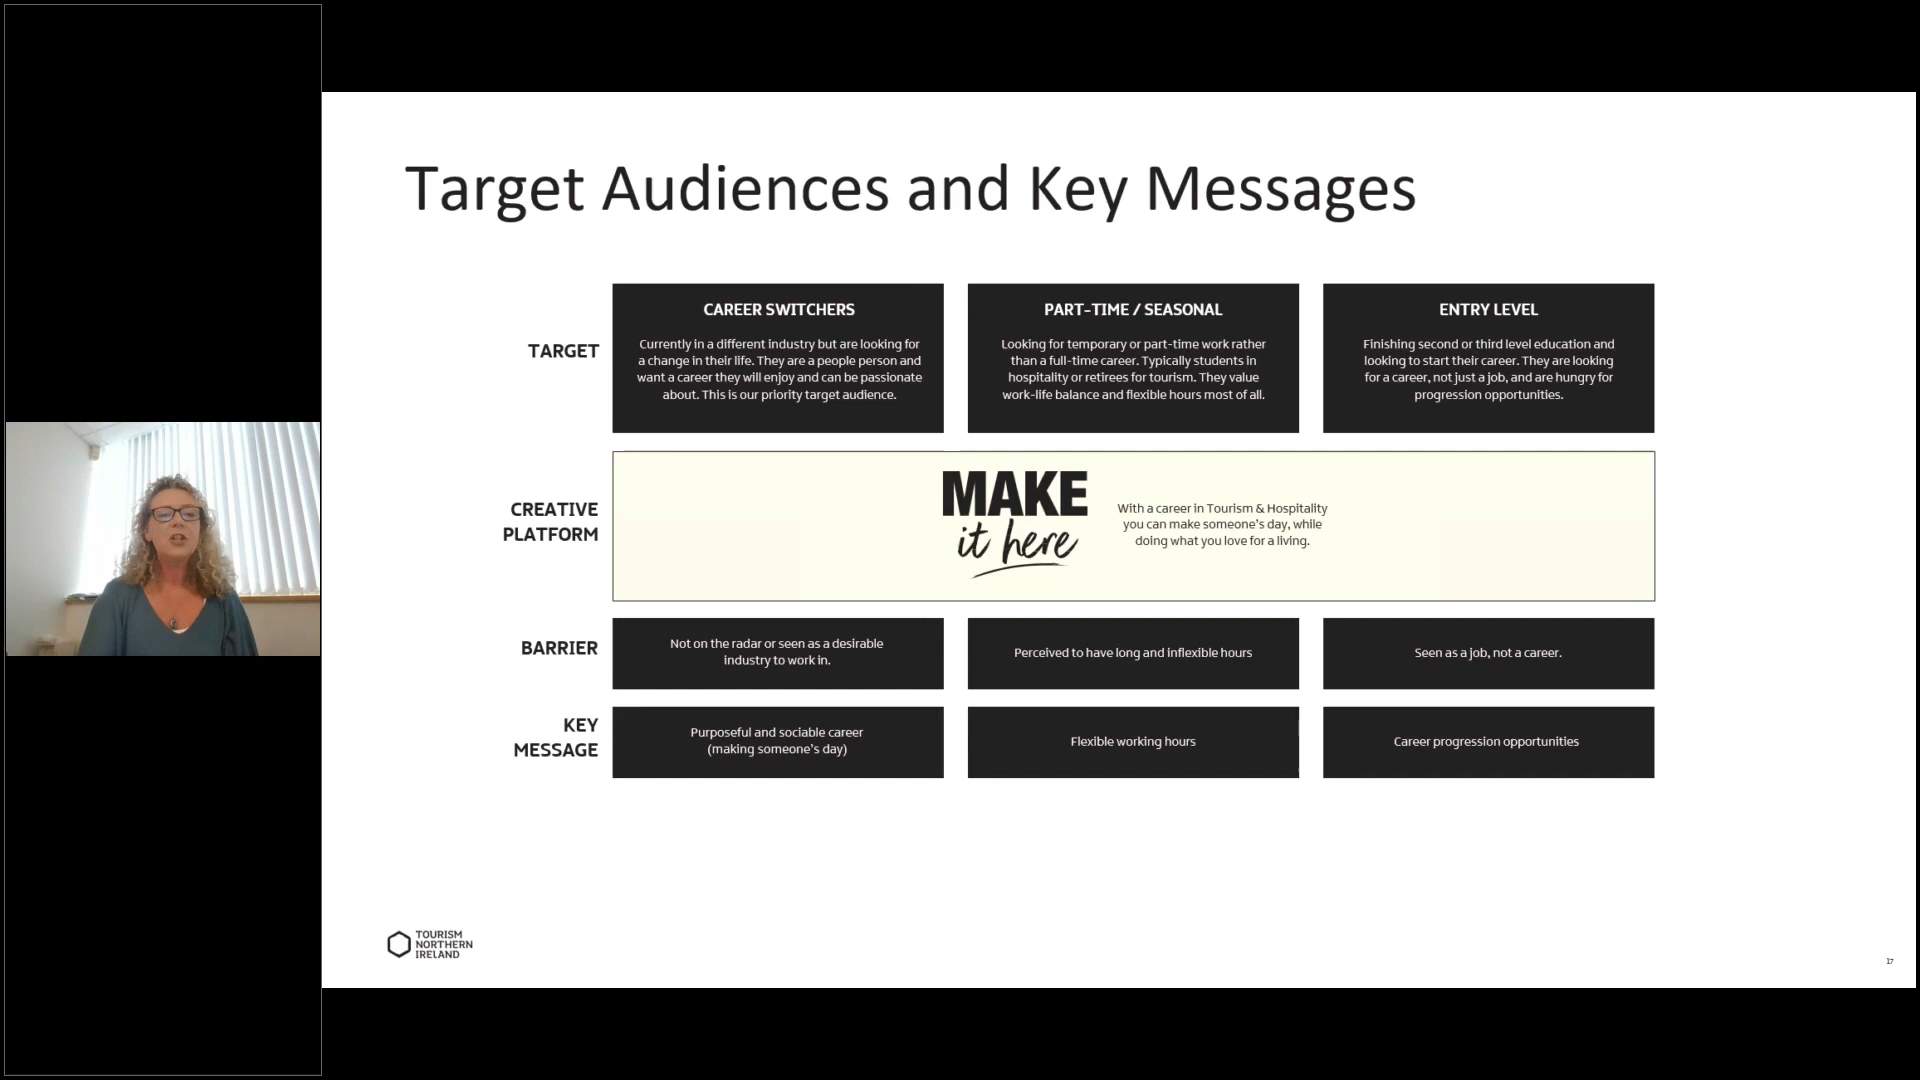 Target Audiences and Key Messages
TARGET
CAREER SWITCHERS
Currently in a different industry but are looking for
a change in their life. They are a people person and
want a career they will enjoy and can be passionate
about. This is our priority target audience.
PART-TIME / SEASONAL
Looking for temporary or part-time work rather
than a full-time career. Typically students in
hospitality or retirees for tourism. They value
work-life balance and flexible hours most of all.
ENTRY LEVEL
Finishing second or third level education and
looking to start their career. They are looking
for a career, not just a job, and are hungry for
progression opportunities.
CREATIVE
PLATFORM
MAKE
it here
With a career in Tourism & Hospitality
you can make someone's day, while
doing what you love for a living.
BARRIER
Not on the radar or seen as a desirable
industry to work in.
Perceived to have long and inflexible hours
Seen as a job, not a career.
KEY
MESSAGE
Purposeful and sociable career
(making someone's day)
Flexible working hours
Career progression opportunities
TOURISM
NORTHERN
IRELAND
17